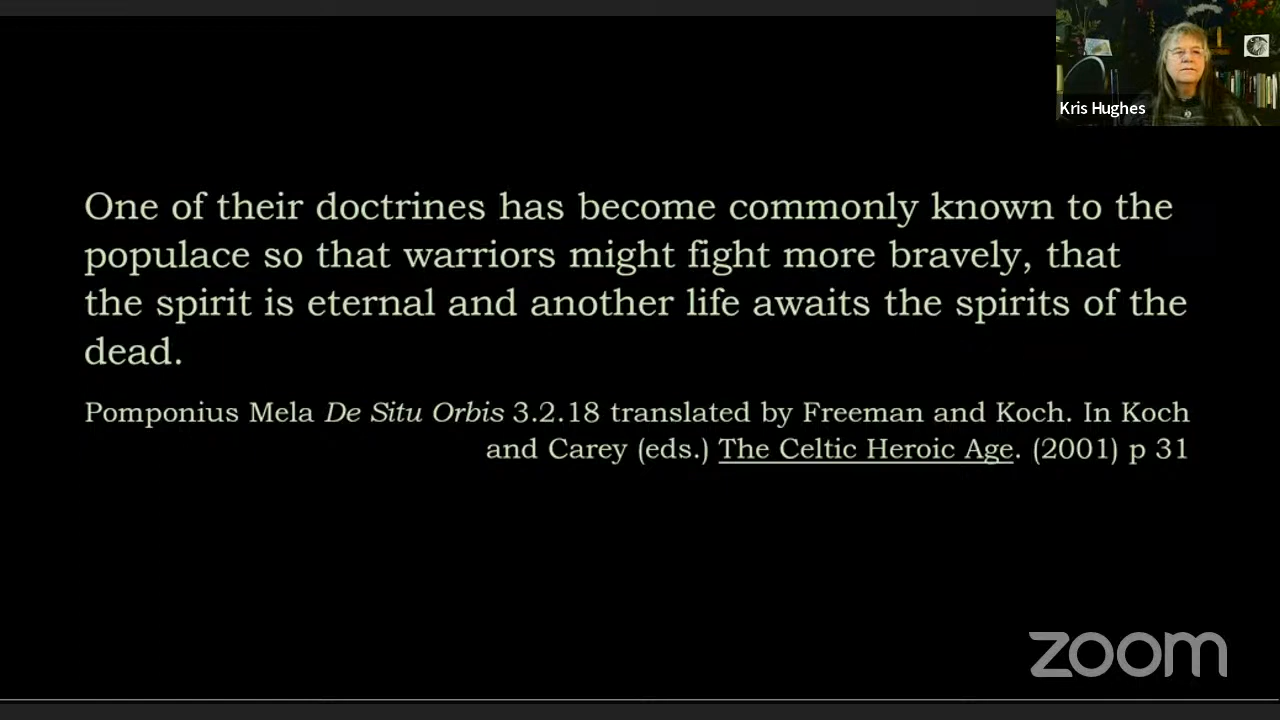 Kris Hughes
One of their doctrines has become commonly known to the
populace so that warriors might fight more bravely, that
the spirit is eternal and another life awaits the spirits of the
dead.
Pomponius Mela De Situ Orbis 3.2.18 translated by Freeman and Koch. In Koch
and Carey (eds.) The Celtic Heroic Age. (2001) p 31
zoom